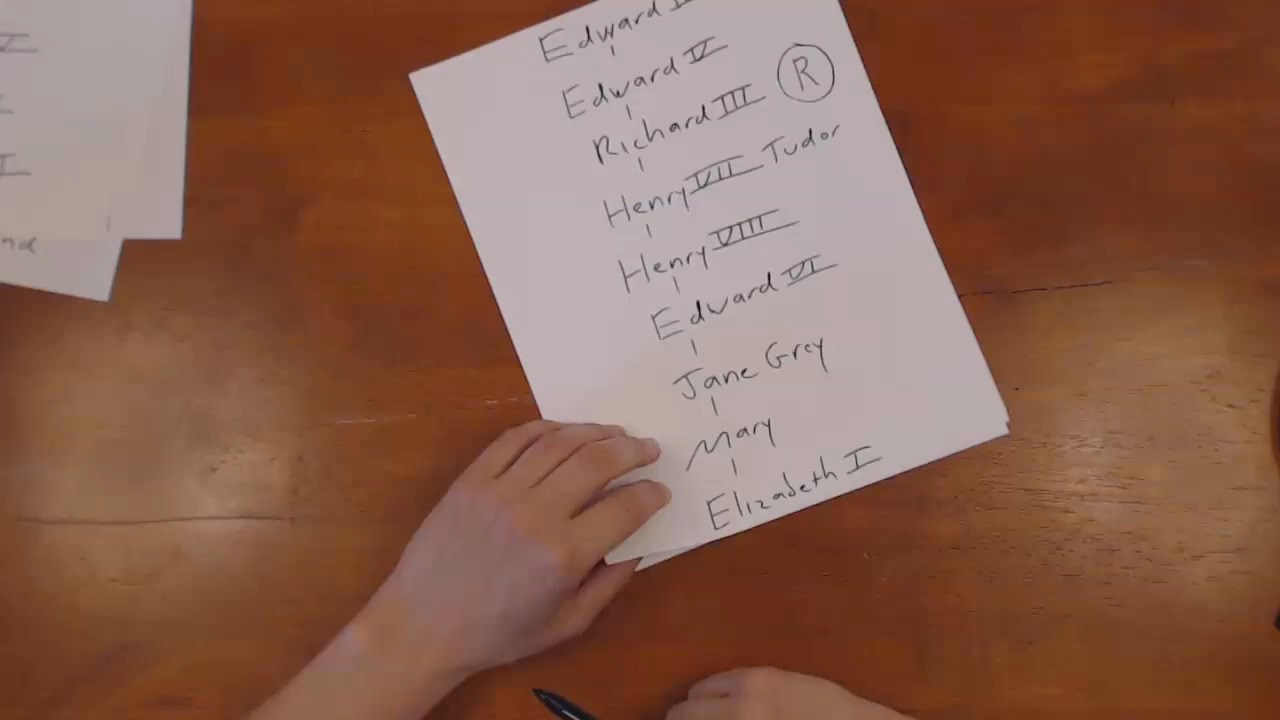 Edward
Edward IV
Richard III
R
Henry VII Tudor
Henry VIII
Edward VI
Jane Grey
Mary
Elizabeth I
V
I